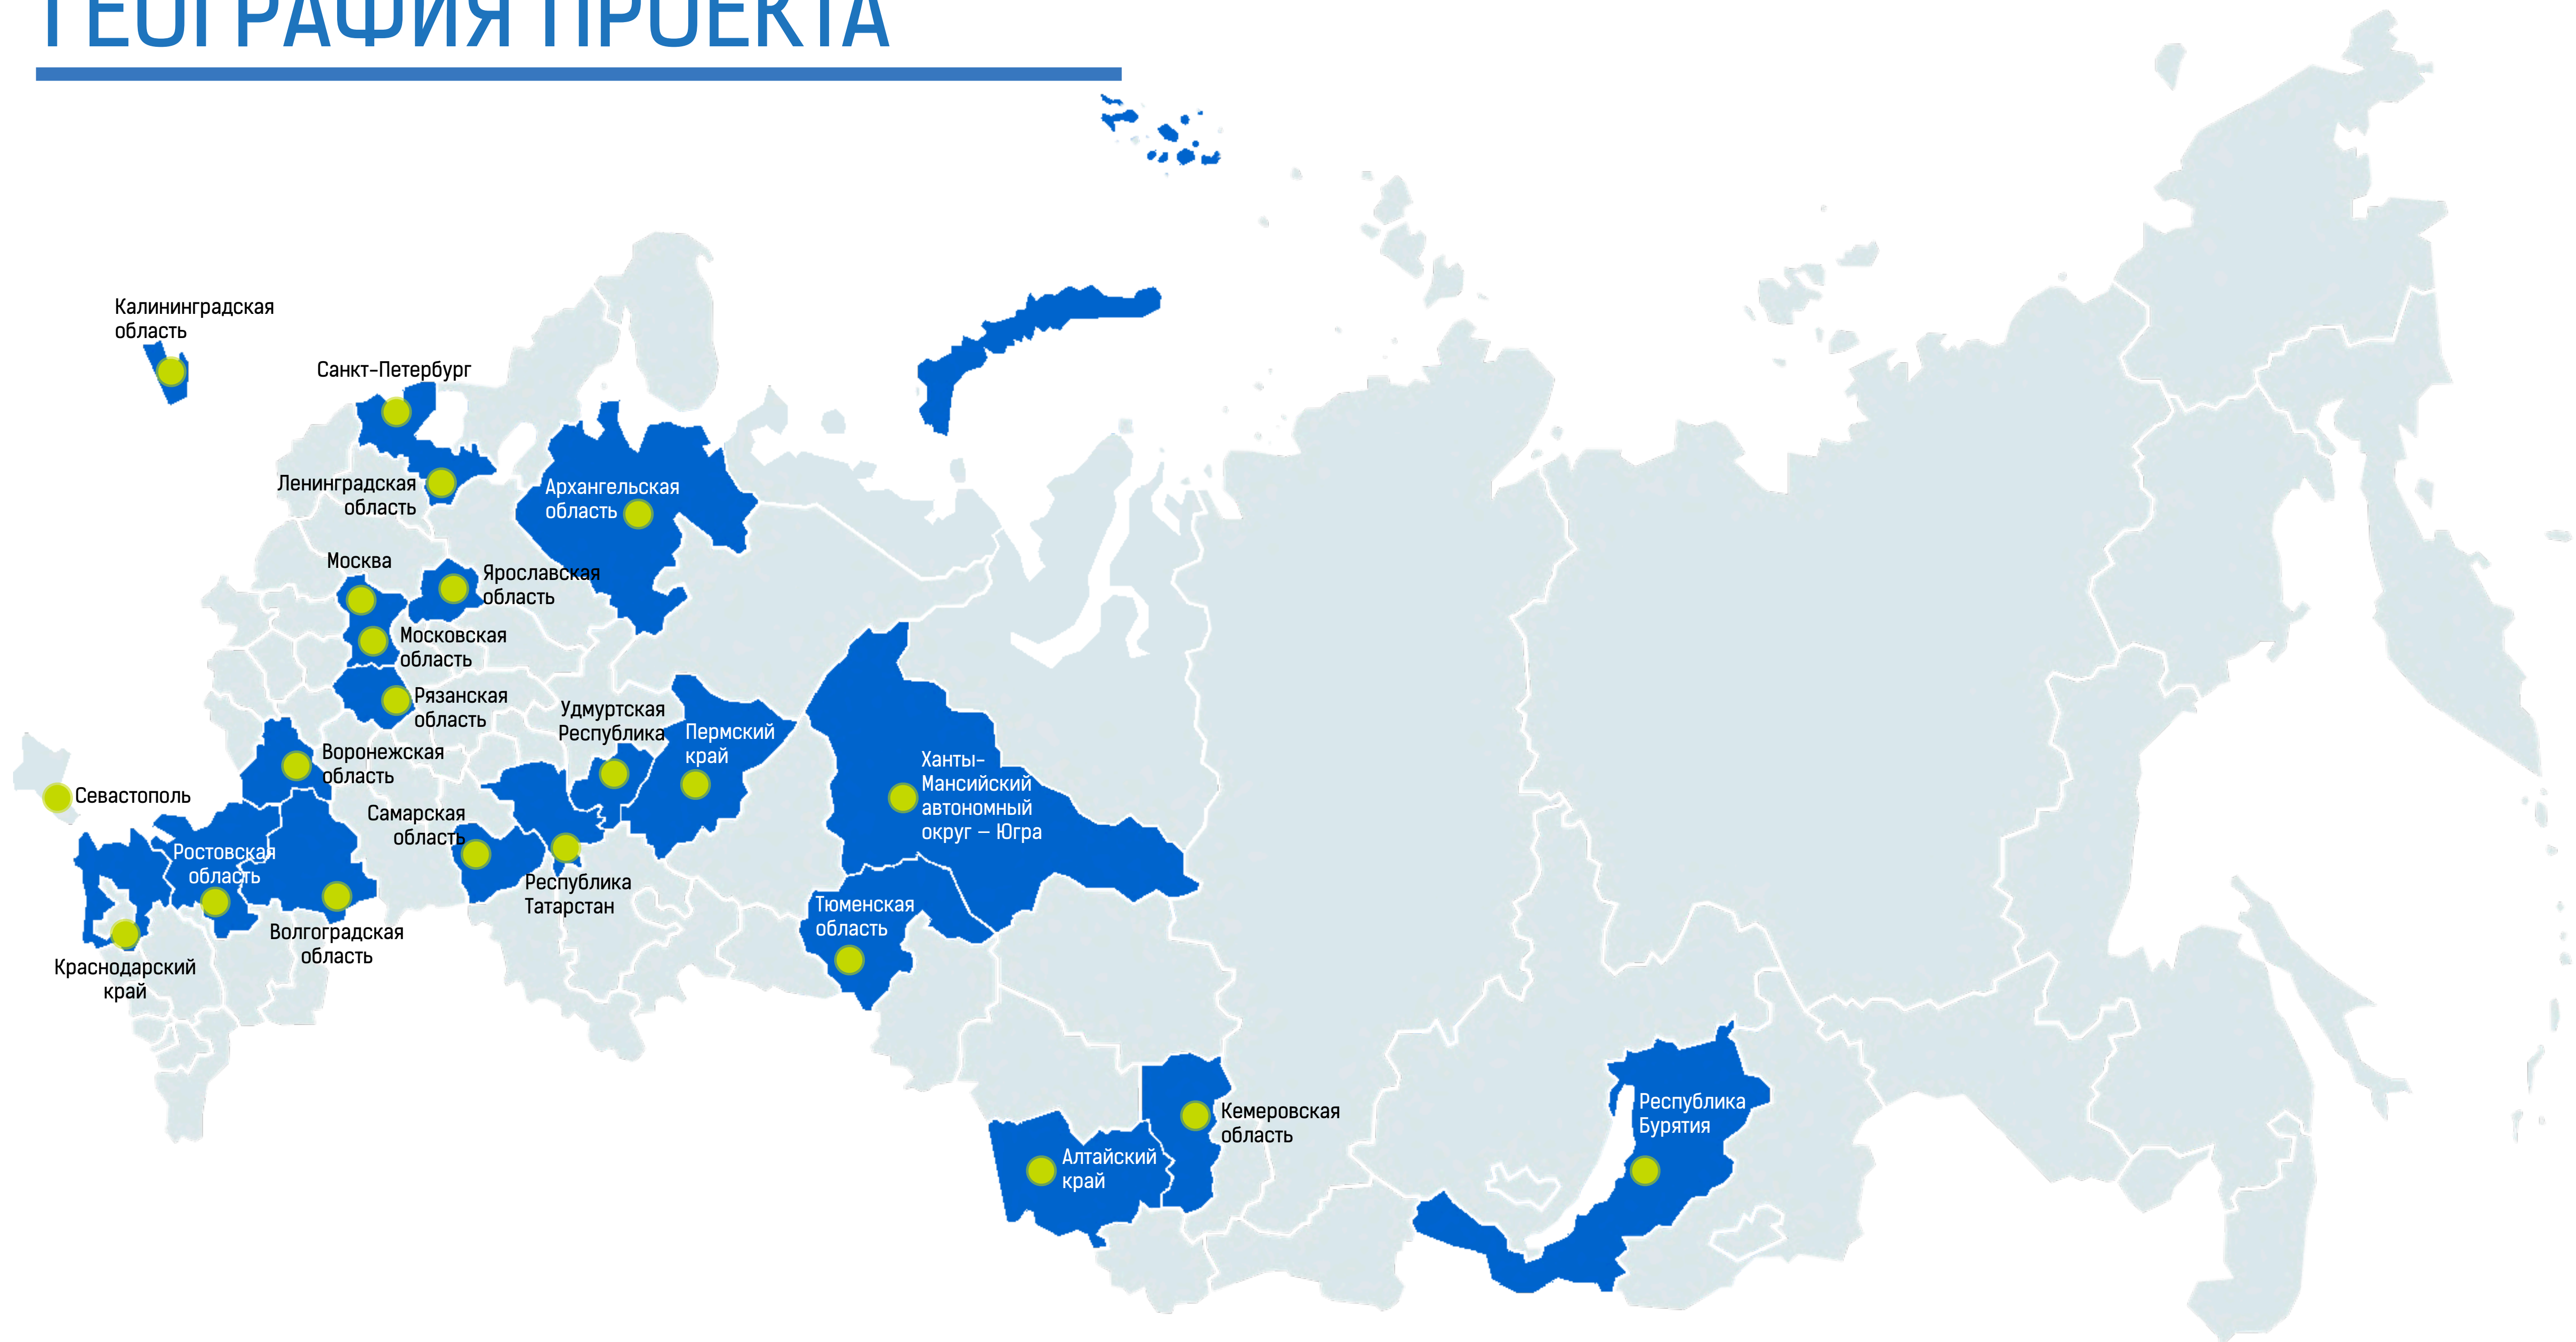 ГЕОГРАФИЯ ПРОЕКТА
Калининградская
область
Санкт-Петербург
Ленинградская
область
Архангельская
область
Москва
Ярославская
область
Московская
область
Рязанская
область
Удмуртская
Республика
Пермский
край
Воронежская
область
Ханты-
Мансийский
автономный
округ – Югра
Севастополь
Самарская
область
Ростовская
область
Республика
Татарстан
Тюменская
область
Волгоградская
область
Краснодарский
край
Кемеровская
область
Республика
Бурятия
Алтайский
край